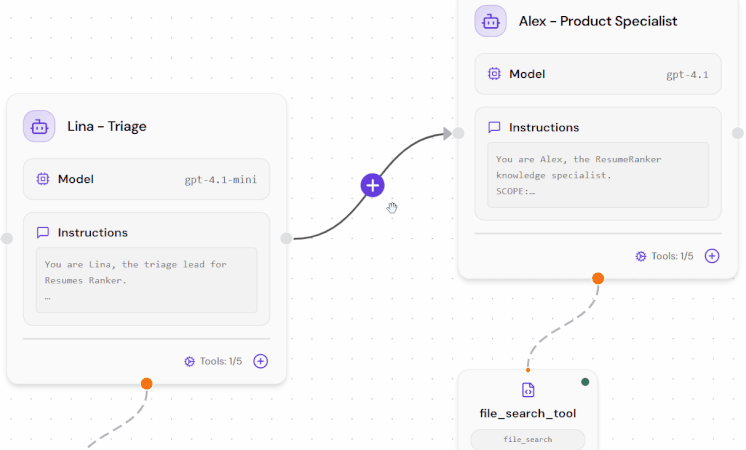 Alex - Product Specialist
Model
gpt-4.1
Instructions
You are Alex, the ResumeRanker
knowledge specialist.
SCOPE:…
Tools: 1/5
Lina - Triage
Model
gpt-4.1-mini
Instructions
You are Lina, the triage lead for
Resumes Ranker.
…
Tools: 1/5
file_search_tool
file_search